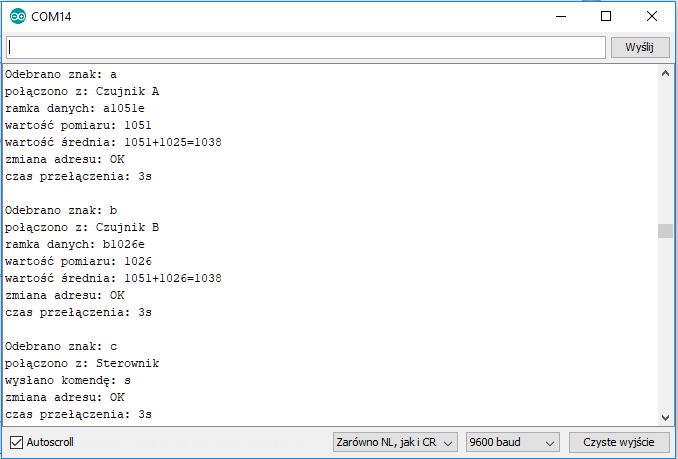 COM14
Wyślij
Odebrano znak: a
połączono z: Czujnik A
ramka danych: a1051e
wartość pomiaru: 1051
wartość średnia: 1051+1025=1038
zmiana adresu: OK
czas przełączenia: 3s
Odebrano znak: b
połączono z: Czujnik B
ramka danych: b1026e
wartość pomiaru: 1026
wartość średnia: 1051+1026=1038
zmiana adresu: OK
czas przełączenia: 3s
Odebrano znak: c
połączono z: Sterownik
wysłano komendę: s
zmiana adresu: OK
czas przełączenia: 3s
Autoscroll
Zarówno NL, jak i CR
9600 baud
Czyste wyjście